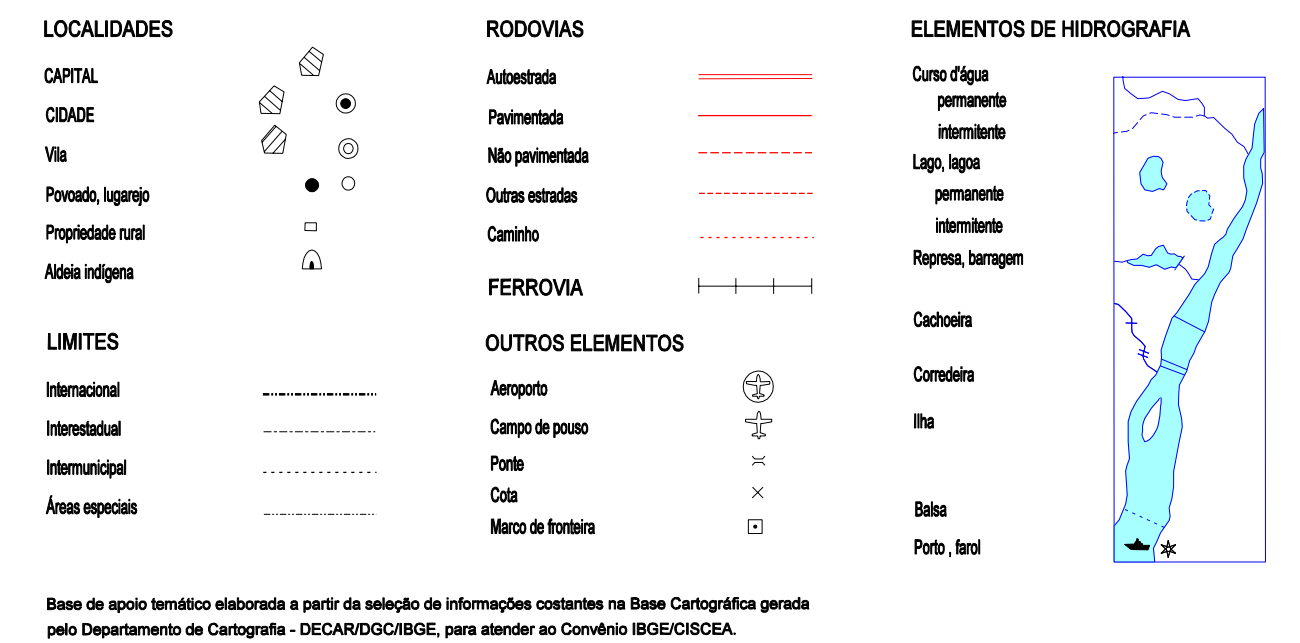 LOCALIDADES
CAPITAL
CIDADE
Vila
Povoado, lugarejo
Propriedade rural
Aldeia indígena
LIMITES
Internacional
Interestadual
Intermunicipal
Áreas especiais
RODOVIAS
Autoestrada
Pavimentada
Não pavimentada
Outras estradas
Caminho
FERROVIA
OUTROS ELEMENTOS
Aeroporto
Campo de pouso
Ponte
Cota
Marco de fronteira
ELEMENTOS DE HIDROGRAFIA
Curso d'água
permanente
intermitente
Lago, lagoa
permanente
intermitente
Represa, barragem
Cachoeira
Corredeira
Ilha
Balsa
Porto , farol
Base de apoio temático elaborada a partir da seleção de informações costantes na Base Cartográfica gerada
pelo Departamento de Cartografia - DECAR/DGC/IBGE, para atender ao Convênio IBGE/CISCEA.